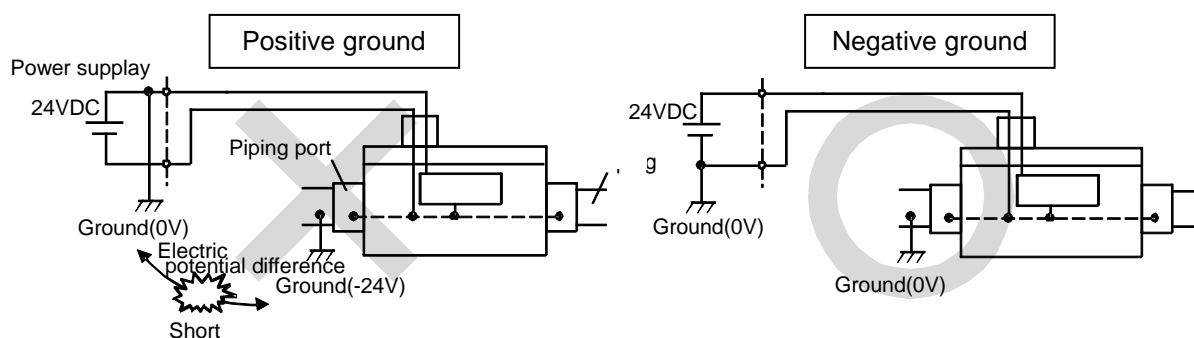 Positive ground
Power supplay
24VDC
Piping port
Ground(0V)
Electric
potential difference
Ground(-24V)
Short
Negative ground
24VDC
Ground(0V)
Ground(0V)